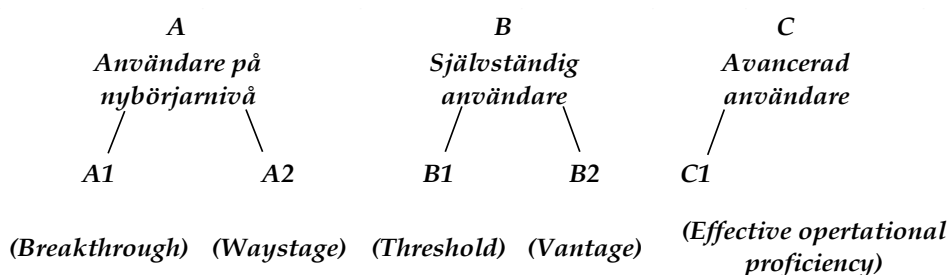 A B C
Användare på Självständig Avancerad
nybörjarnivå användare användare
A1 A2 B1 B2 C1
(Breakthrough) (Waystage) (Threshold) (Vantage) (Effective opertational
proficiency)